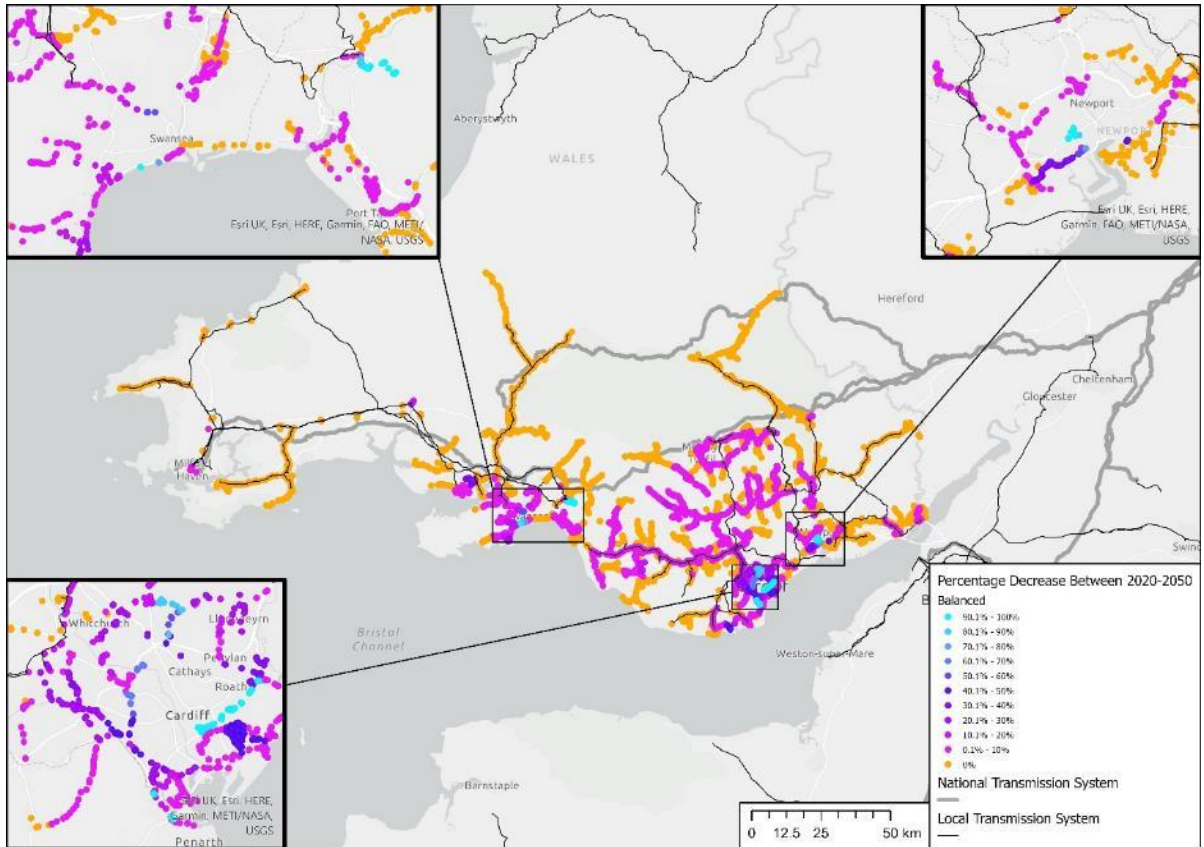 Swansea
Port Ta
Esri UK, Esri, HERE, Garmin, FAO, METI/
NASA, USGS
Aberystwyth
WALES
Newport
NEWPORT
Esri UK, Esri, HERE,
Garmin, FAO, METI/NASA,
USGS
Hereford
Cheltenham
Gloucester
Milford
Haven
Swin
Whitchurch
Cathays
Roath
Cardiff
Esri UK, Esri, HERE,
Garmin, METI/NASA,
USGS
Penarth
Bristol
Channel
Weston-super-Mare
Barnstaple
0 12.5 25 50 km
Percentage Decrease Between 2020-2050
Balanced
90.1% - 100%
80.1% - 90%
70.1% - 80%
60.1% - 70%
50.1% - 60%
40.1% - 50%
30.1% - 40%
20.1% - 30%
10.1% - 20%
0.1% - 10%
0%
National Transmission System
Local Transmission System